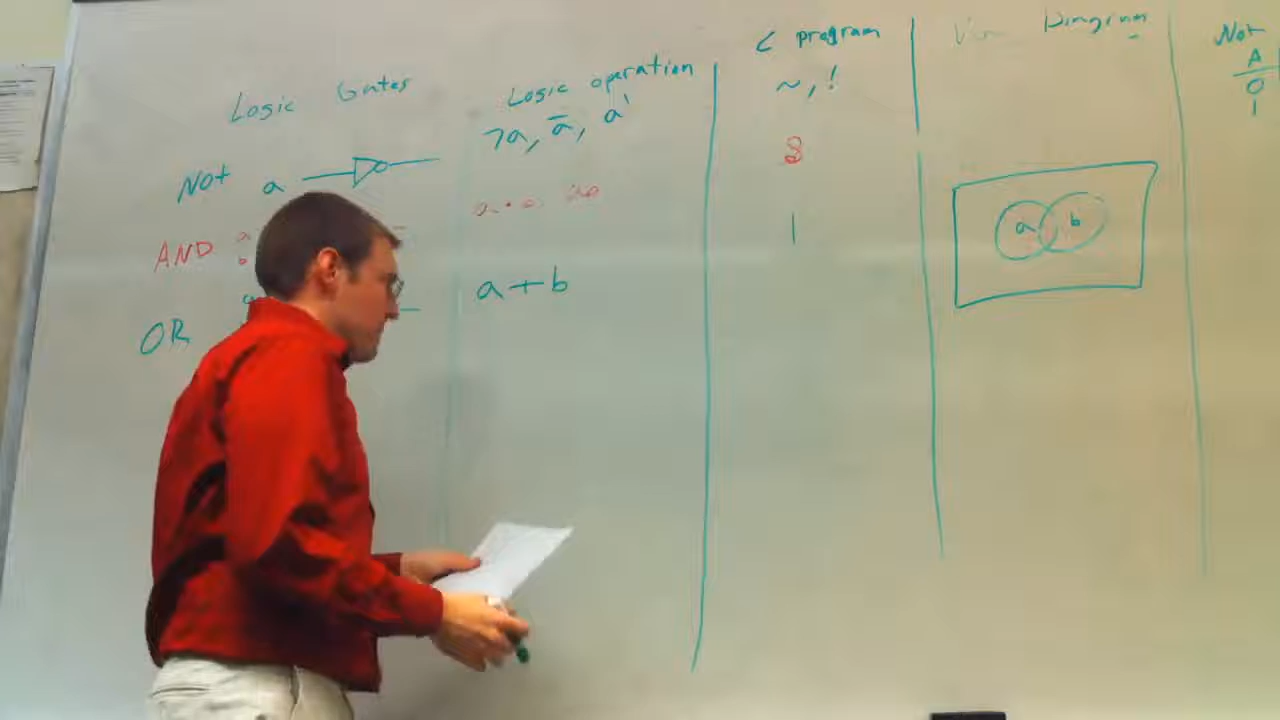 Logic Gates
Logic operation
< program
Diagram
Not
¬a, a̅, a'
~, !
A
0
1
Not a
AND a
b
OR
a + b
|
a b